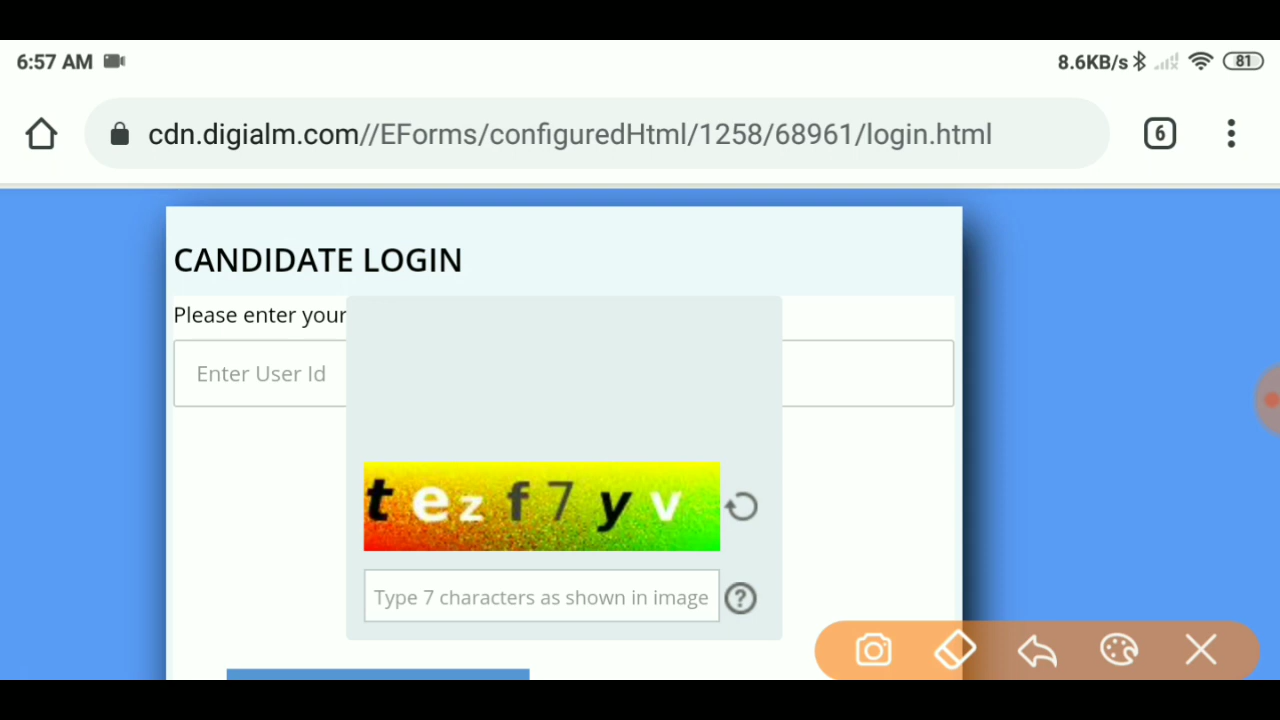 6:57 AM
8.6KB/s
81
cdn.digialm.com//EForms/configuredHtml/1258/68961/login.html
6
CANDIDATE LOGIN
Please enter your
Enter User Id
tezf7yv
Type 7 characters as shown in image
?